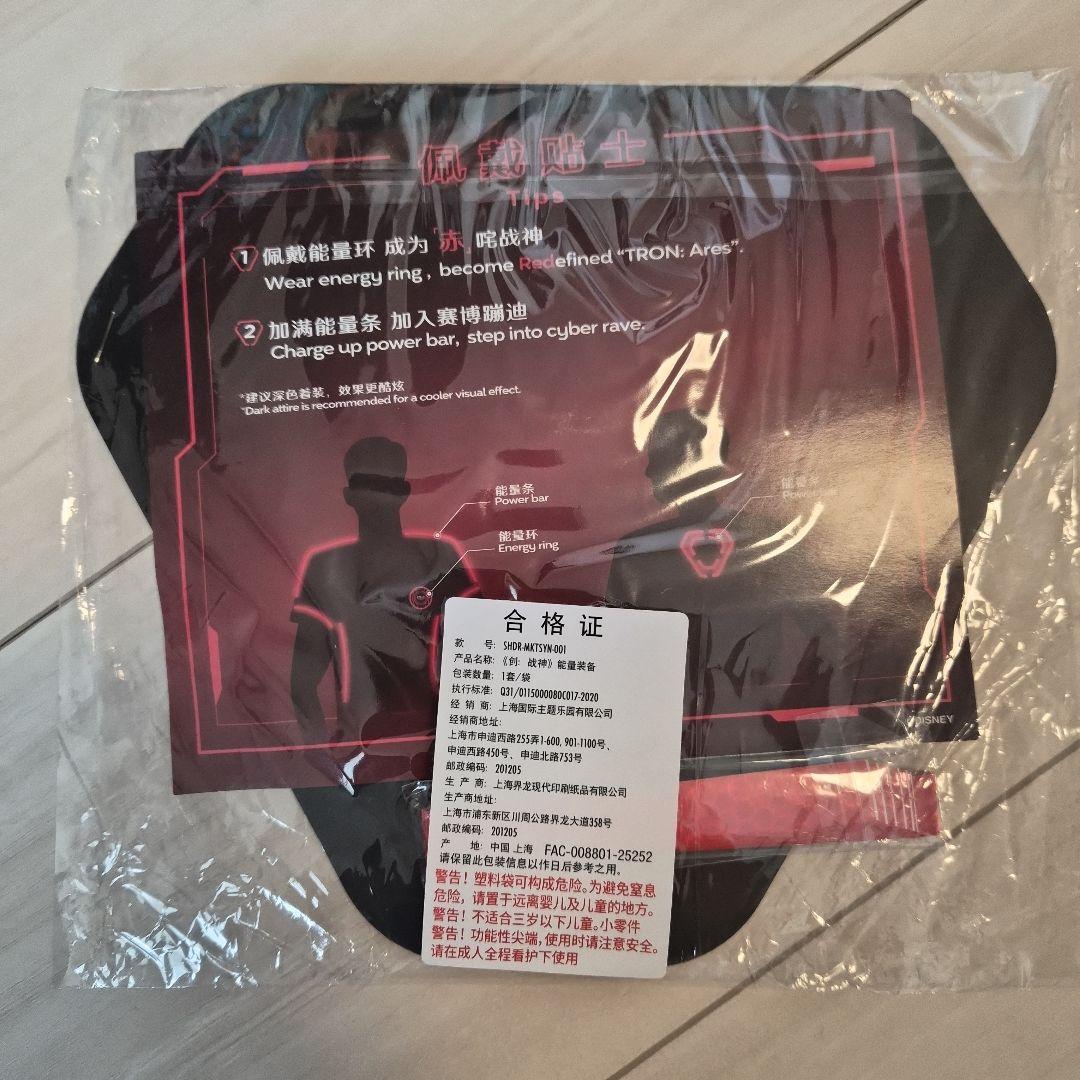 佩戴贴士
Tips
1 佩戴能量环 成为 "赤" 咤战神
Wear energy ring, become Redefined “TRON: Ares”.
2 加满能量条 加入赛博蹦迪
Charge up power bar, step into cyber rave.
*建议深色着装，效果更酷炫
*Dark attire is recommended for a cooler visual effect.
能量条
Power bar
能量环
Energy ring
能量条
Power bar
©DISNEY
合格证
款 号: SHDR-MKTSYN-001
产品名称:《创: 战神》能量装备
包装数量: 1套/袋
执行标准: Q31/0115000080C017-2020
经 销 商: 上海国际主题乐园有限公司
经销商地址:
上海市申迪西路255弄1-600, 901-1100号、
申迪西路450号、申迪北路753号
邮政编码: 201205
生 产 商: 上海界龙现代印刷纸品有限公司
生产商地址:
上海市浦东新区川周公路界龙大道358号
邮政编码: 201205
产 地: 中国 上海 FAC-008801-25252
请保留此包装信息以作日后参考之用。
警告！塑料袋可构成危险。为避免窒息
危险，请置于远离婴儿及儿童的地方。
警告！不适合三岁以下儿童。小零件
警告！功能性尖端，使用时请注意安全。
请在成人全程看护下使用